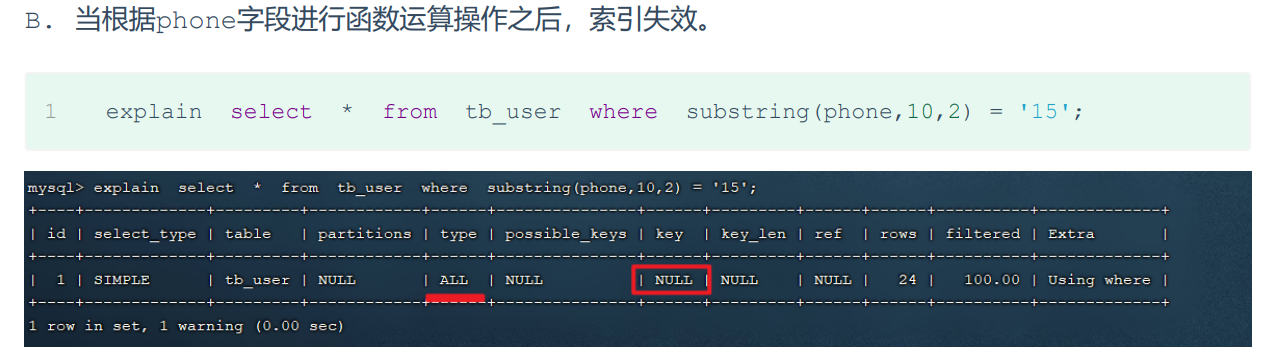 B. 当根据phone字段进行函数运算操作之后，索引失效。
1 explain select * from tb_user where substring(phone,10,2) = '15';
mysql> explain select * from tb_user where substring(phone,10,2) = '15';
+----+-------------+---------+------------+------+---------------+------+---------+------+------+----------+-------------+
| id | select_type | table   | partitions | type | possible_keys | key  | key_len | ref  | rows | filtered | Extra       |
+----+-------------+---------+------------+------+---------------+------+---------+------+------+----------+-------------+
|  1 | SIMPLE      | tb_user | NULL       | ALL  | NULL          | NULL | NULL    | NULL |   24 |   100.00 | Using where |
+----+-------------+---------+------------+------+---------------+------+---------+------+------+----------+-------------+
1 row in set, 1 warning (0.00 sec)